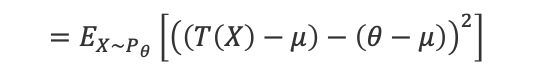 = E_{X~P_θ} [((T(X) − μ) − (θ − μ))²]